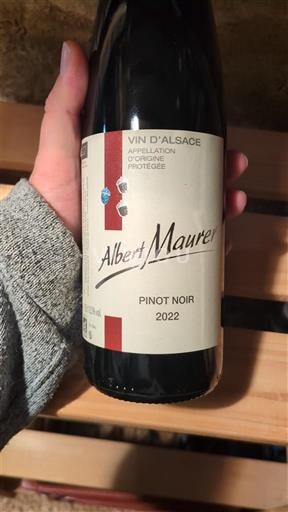 VIN D'ALSACE
APPELLATION
D'ORIGINE
PROTÉGÉE
Albert Maurer
PINOT NOIR
2022